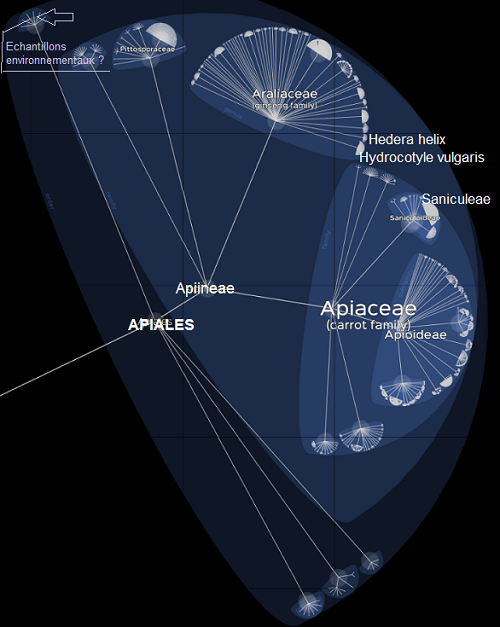 Echantillons
environnementaux ?
Pittosporaceae
Araliaceae
(ginseng family)
Hedera helix
Hydrocotyle vulgaris
Saniculeae
Saniculoideae
Apiineae
Apiaceae
(carrot family)
Apioideae
APIALES